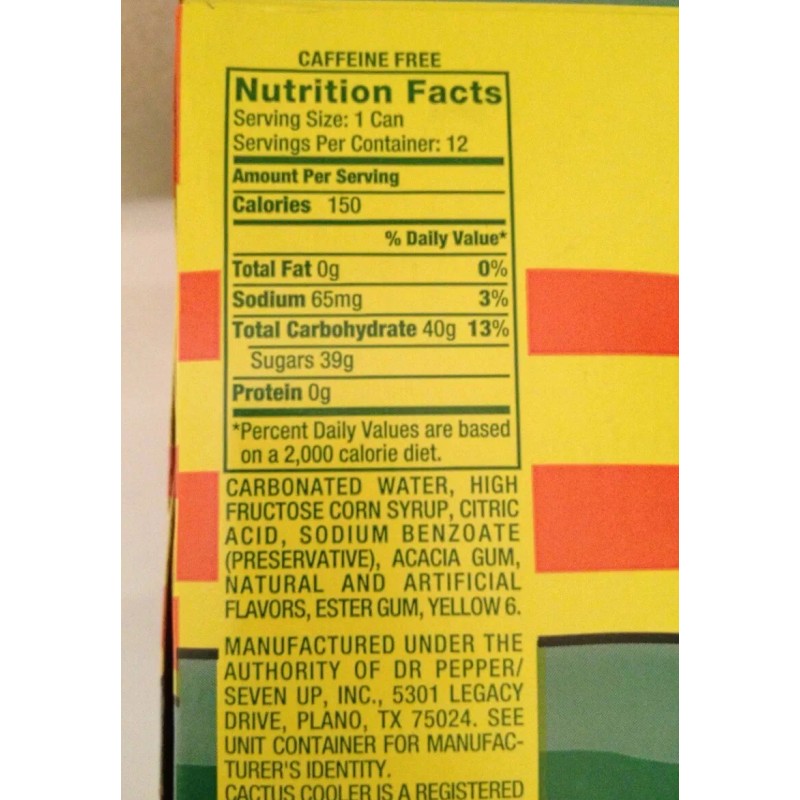 CAFFEINE FREE
Nutrition Facts
Serving Size: 1 Can
Servings Per Container: 12
Amount Per Serving
Calories 150
% Daily Value*
Total Fat 0g 0%
Sodium 65mg 3%
Total Carbohydrate 40g 13%
Sugars 39g
Protein 0g
*Percent Daily Values are based
on a 2,000 calorie diet.
CARBONATED WATER, HIGH
FRUCTOSE CORN SYRUP, CITRIC
ACID, SODIUM BENZOATE
(PRESERVATIVE), ACACIA GUM,
NATURAL AND ARTIFICIAL
FLAVORS, ESTER GUM, YELLOW 6.
MANUFACTURED UNDER THE
AUTHORITY OF DR PEPPER/
SEVEN UP, INC., 5301 LEGACY
DRIVE, PLANO, TX 75024. SEE
UNIT CONTAINER FOR MANUFAC-
TURER'S IDENTITY.
CACTUS COOLER IS A REGISTERED